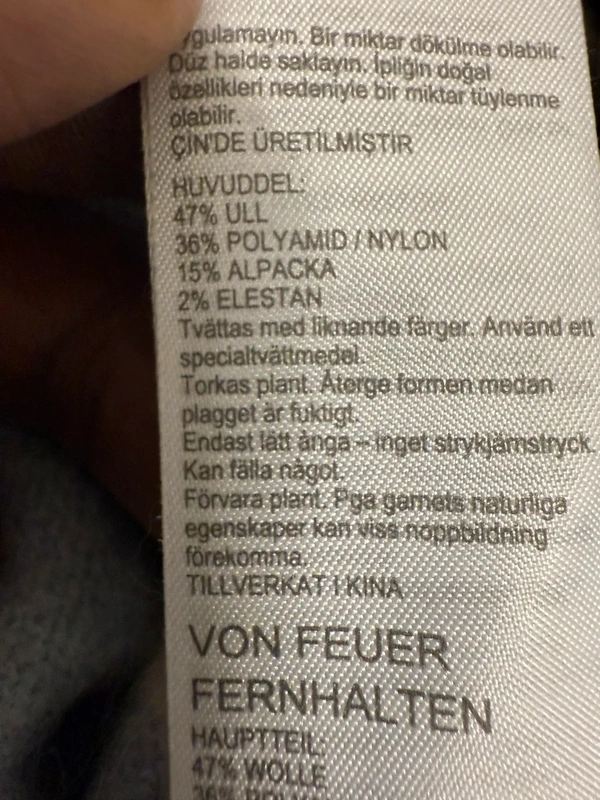 ygulamayın. Bir miktar dökülme olabilir.
Düz halde saklayın. İpliğin doğal
özellikleri nedeniyle bir miktar tüylenme
olabilir.
ÇİN'DE ÜRETİLMİŞTİR
HUVUDDEL:
47% ULL
36% POLYAMID / NYLON
15% ALPACKA
2% ELESTAN
Tvättas med liknande färger. Använd ett
specialtvättmedel.
Torkas plant. Återge formen medan
plagget är fuktigt.
Endast lätt ånga – inget strykjärnstryck.
Kan fälla något.
Förvara plant. Pga garnets naturliga
egenskaper kan viss noppbildning
förekomma.
TILLVERKAT I KINA
VON FEUER
FERNHALTEN
HAUPTTEIL:
47% WOLLE
36%